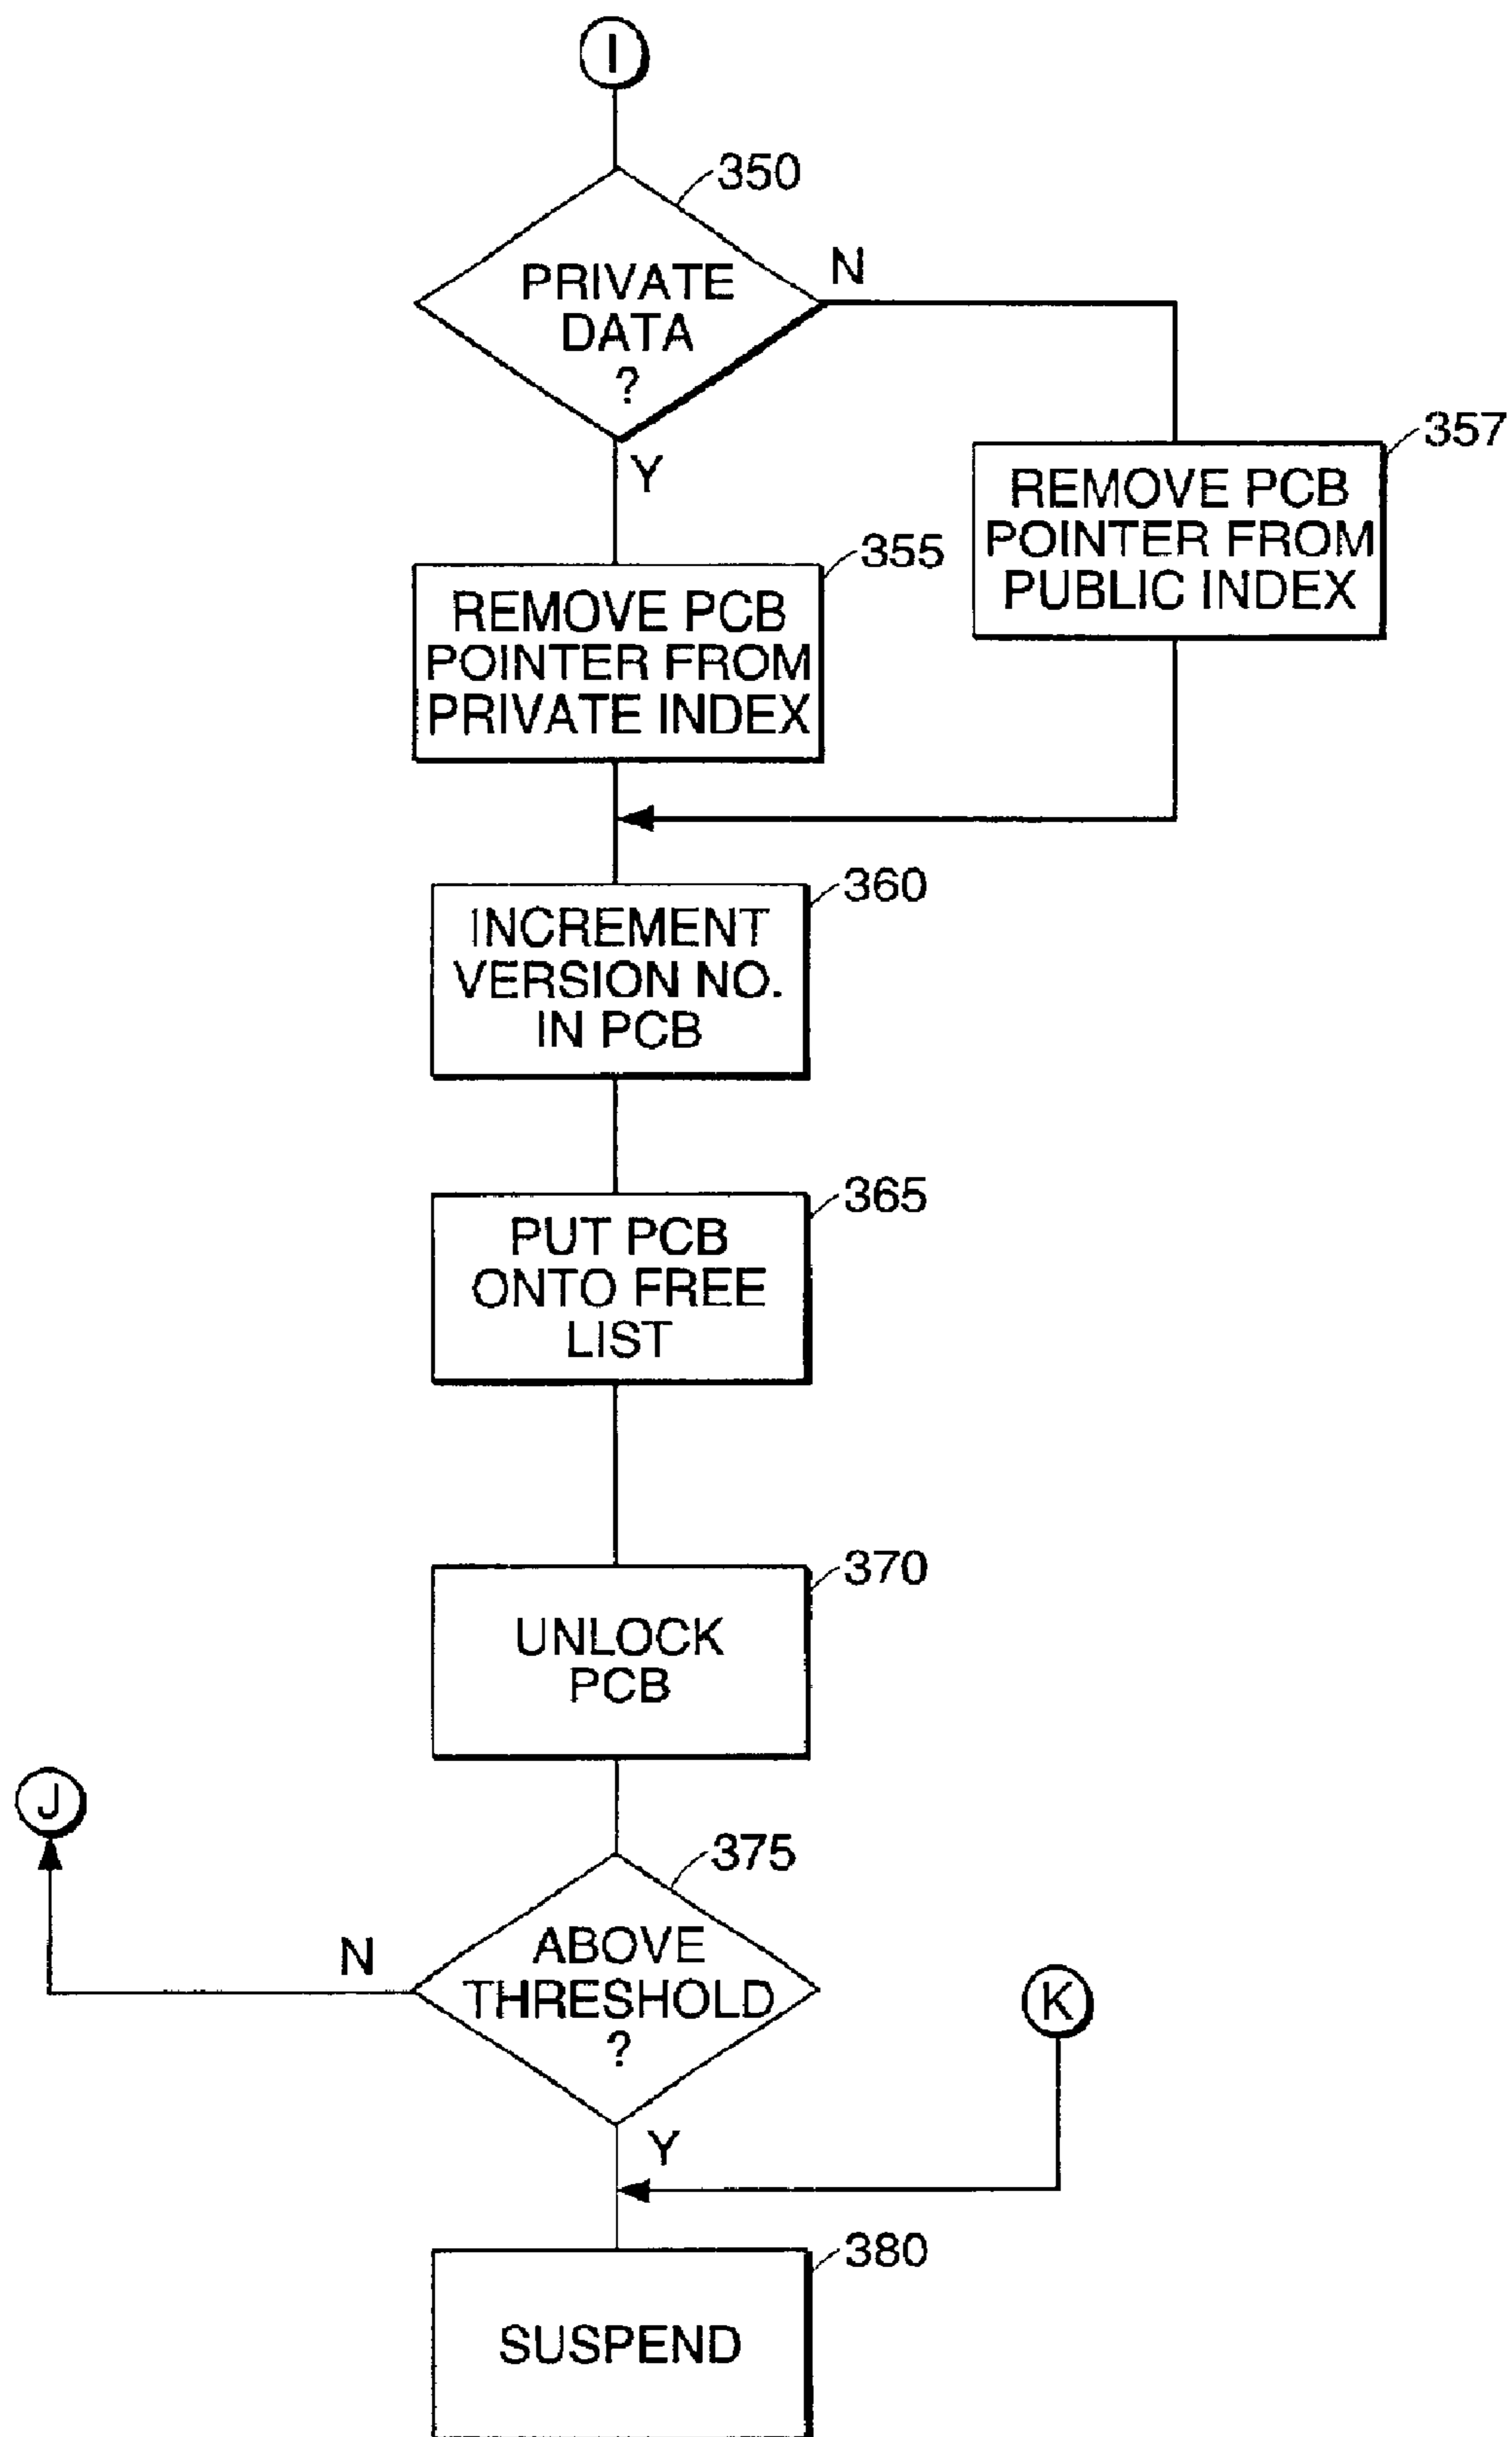 I
350
PRIVATE
DATA
?
N
Y
357
REMOVE PCB
POINTER FROM
PUBLIC INDEX
355
REMOVE PCB
POINTER FROM
PRIVATE INDEX
360
INCREMENT
VERSION NO.
IN PCB
365
PUT PCB
ONTO FREE
LIST
370
UNLOCK
PCB
J
375
N
ABOVE
THRESHOLD
?
K
Y
380
SUSPEND